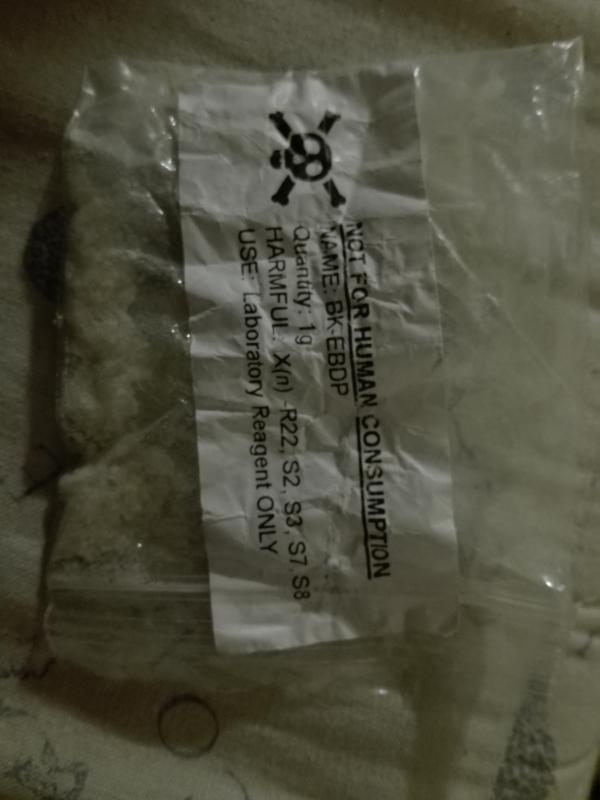 NOT FOR HUMAN CONSUMPTION
NAME: BK-EBDP
Quantity: 1g
HARMFUL: X(n) -R22, S2, S3, S7, S8
USE: Laboratory Reagent ONLY